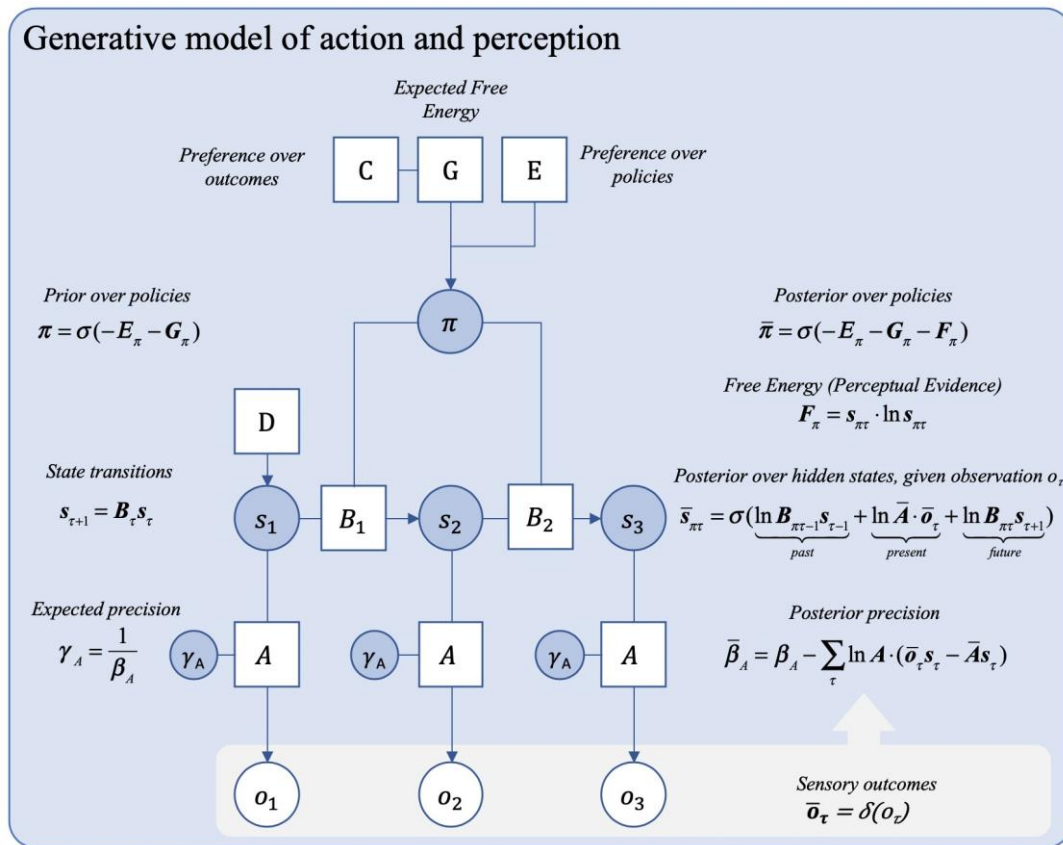 Generative model of action and perception
Expected Free
Energy
Preference over
outcomes
C
G
E
Preference over
policies
Prior over policies
π = σ(−E_π − G_π)
π
Posterior over policies
π̄ = σ(−E_π − G_π − F_π)
Free Energy (Perceptual Evidence)
F_π = s_πτ · ln s_πτ
D
State transitions
s_τ+1 = B_τ s_τ
s_1
B_1
s_2
B_2
s_3
Posterior over hidden states, given observation o_τ
s̄_πτ = σ(ln B_πτ−1 s_τ−1 + ln Ā · ō_τ + ln B_πτ s_τ+1)
past present future
Expected precision
γ_A = 1/β_A
γ_A
A
γ_A
A
γ_A
A
Posterior precision
β̄_A = β_A − ∑_τ ln A · (ō_τ s_τ − Ā s_τ)
o_1
o_2
o_3
Sensory outcomes
ō_τ = δ(o_τ)